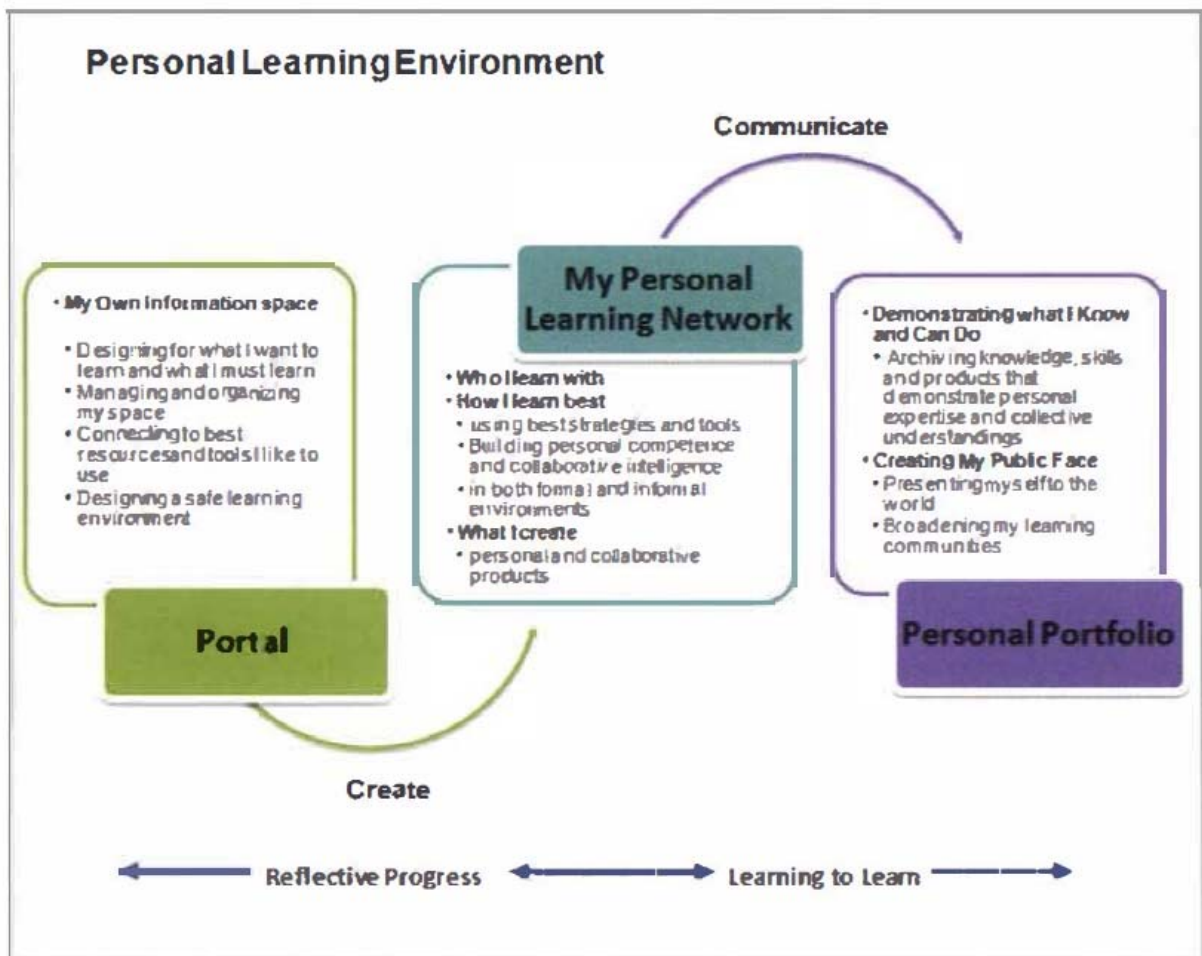 Personal Learning Environment
Communicate
• My Own Information space
• Designing for what I want to
learn and what I must learn
• Managing and organizing
my space
• Connecting to best
resources and tools I like to
use
• Designing a safe learning
environment
Portal
Create
My Personal
Learning Network
• Who I learn with
• How I learn best
• using best strategies and tools
• Building personal competence
and collaborative intelligence
• in both formal and informal
environments
• What I create
• personal and collaborative
products
• Demonstrating what I Know
and Can Do
• Archiving knowledge, skills
and products that
demonstrate personal
expertise and collective
understandings
• Creating My Public Face
• Presenting myself to the
world
• Broadening my learning
communities
Personal Portfolio
Reflective Progress
Learning to Learn